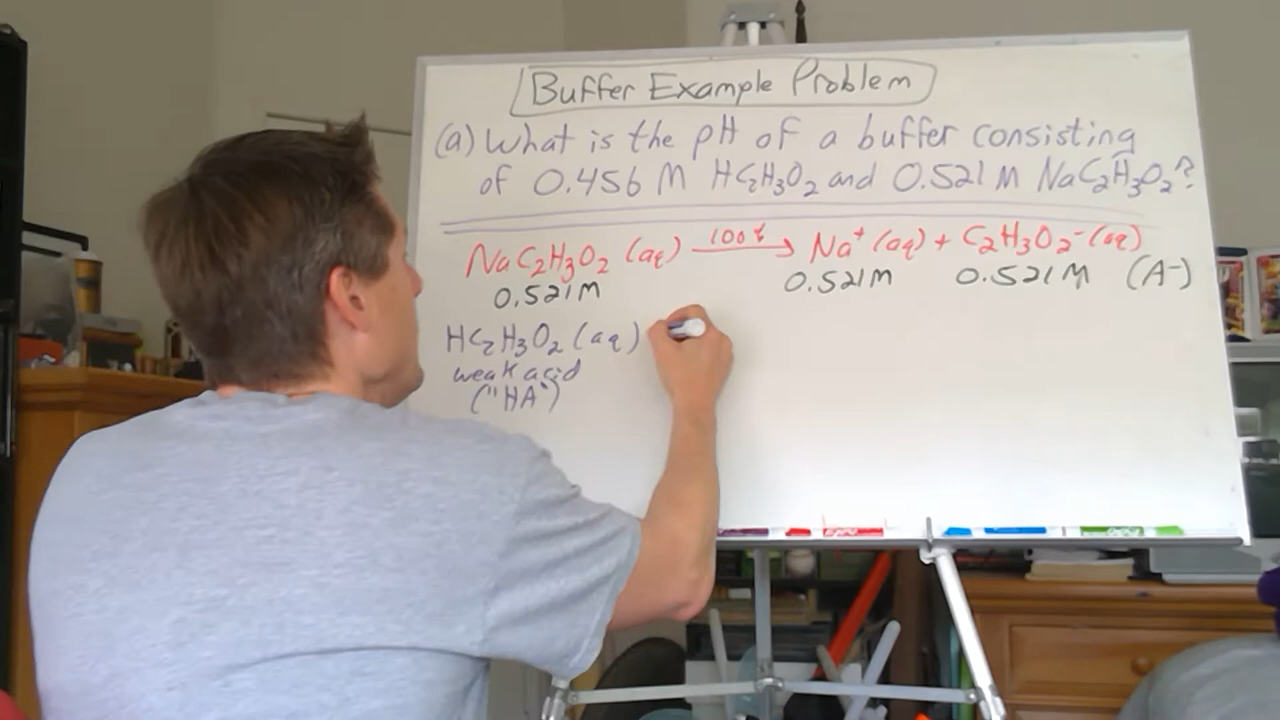 Buffer Example Problem
(a) What is the pH of a buffer consisting
of 0.456 M HC₂H₃O₂ and 0.521 M NaC₂H₃O₂?
NaC₂H₃O₂ (aq) 100% → Na⁺ (aq) + C₂H₃O₂⁻ (aq)
0.521M 0.521M 0.521M (A⁻)
HC₂H₃O₂ (aq)
weak acid
("HA")